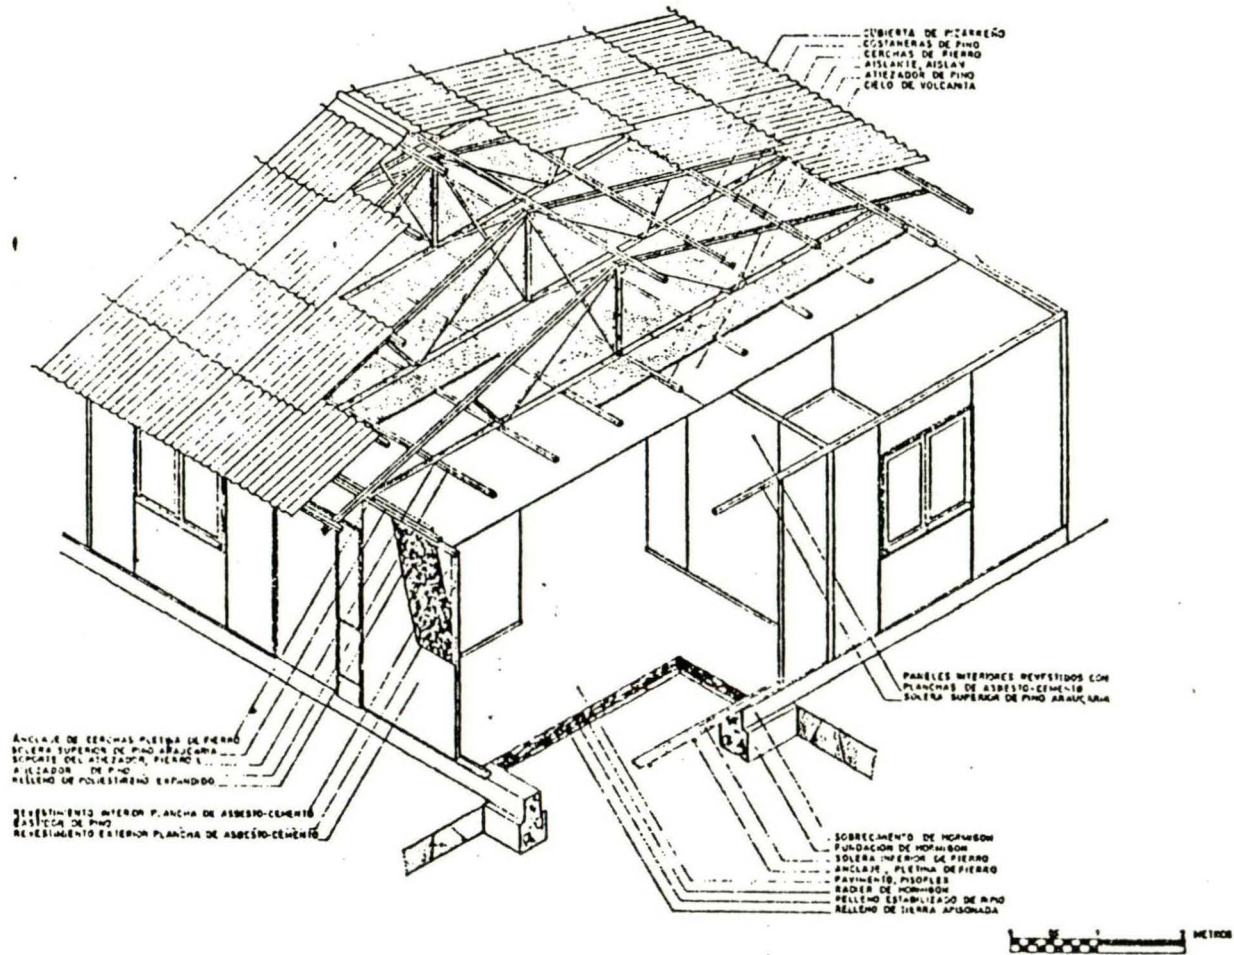 CUBIERTA DE PIZARREÑO
COSTANERAS DE PINO
CERCHAS DE FIERRO
AISLANTE, AISLAN
ATIEZADOR DE PINO
CIELO DE VOLCANITA
PANELES INTERIORES REVESTIDOS CON
PLANCHAS DE ASBESTO-CEMENTO
SOLERA SUPERIOR DE PINO ARAUCARIA
ANCLAJE DE CERCHAS PLETINA DE FIERRO
SOLERA SUPERIOR DE PINO ARAUCARIA
SOPORTE DEL ATIEZADOR, FIERRO L
ATIEZADOR DE PINO
RELLENO DE POLIESTIRENO EXPANDIDO
REVESTIMIENTO INTERIOR PLANCHA DE ASBESTO-CEMENTO
BASTIDOR DE PINO
REVESTIMIENTO EXTERIOR PLANCHA DE ASBESTO-CEMENTO
SOBRECIMIENTO DE HORMIGON
FUNDACION DE HORMIGON
SOLERA INFERIOR DE FIERRO
ANCLAJE, PLETINA DE FIERRO
PAVIMENTO, PISOFLEX
RADIER DE HORMIGON
RELLENO ESTABILIZADO DE RIPIO
RELLENO DE TIERRA APISONADA
METROS